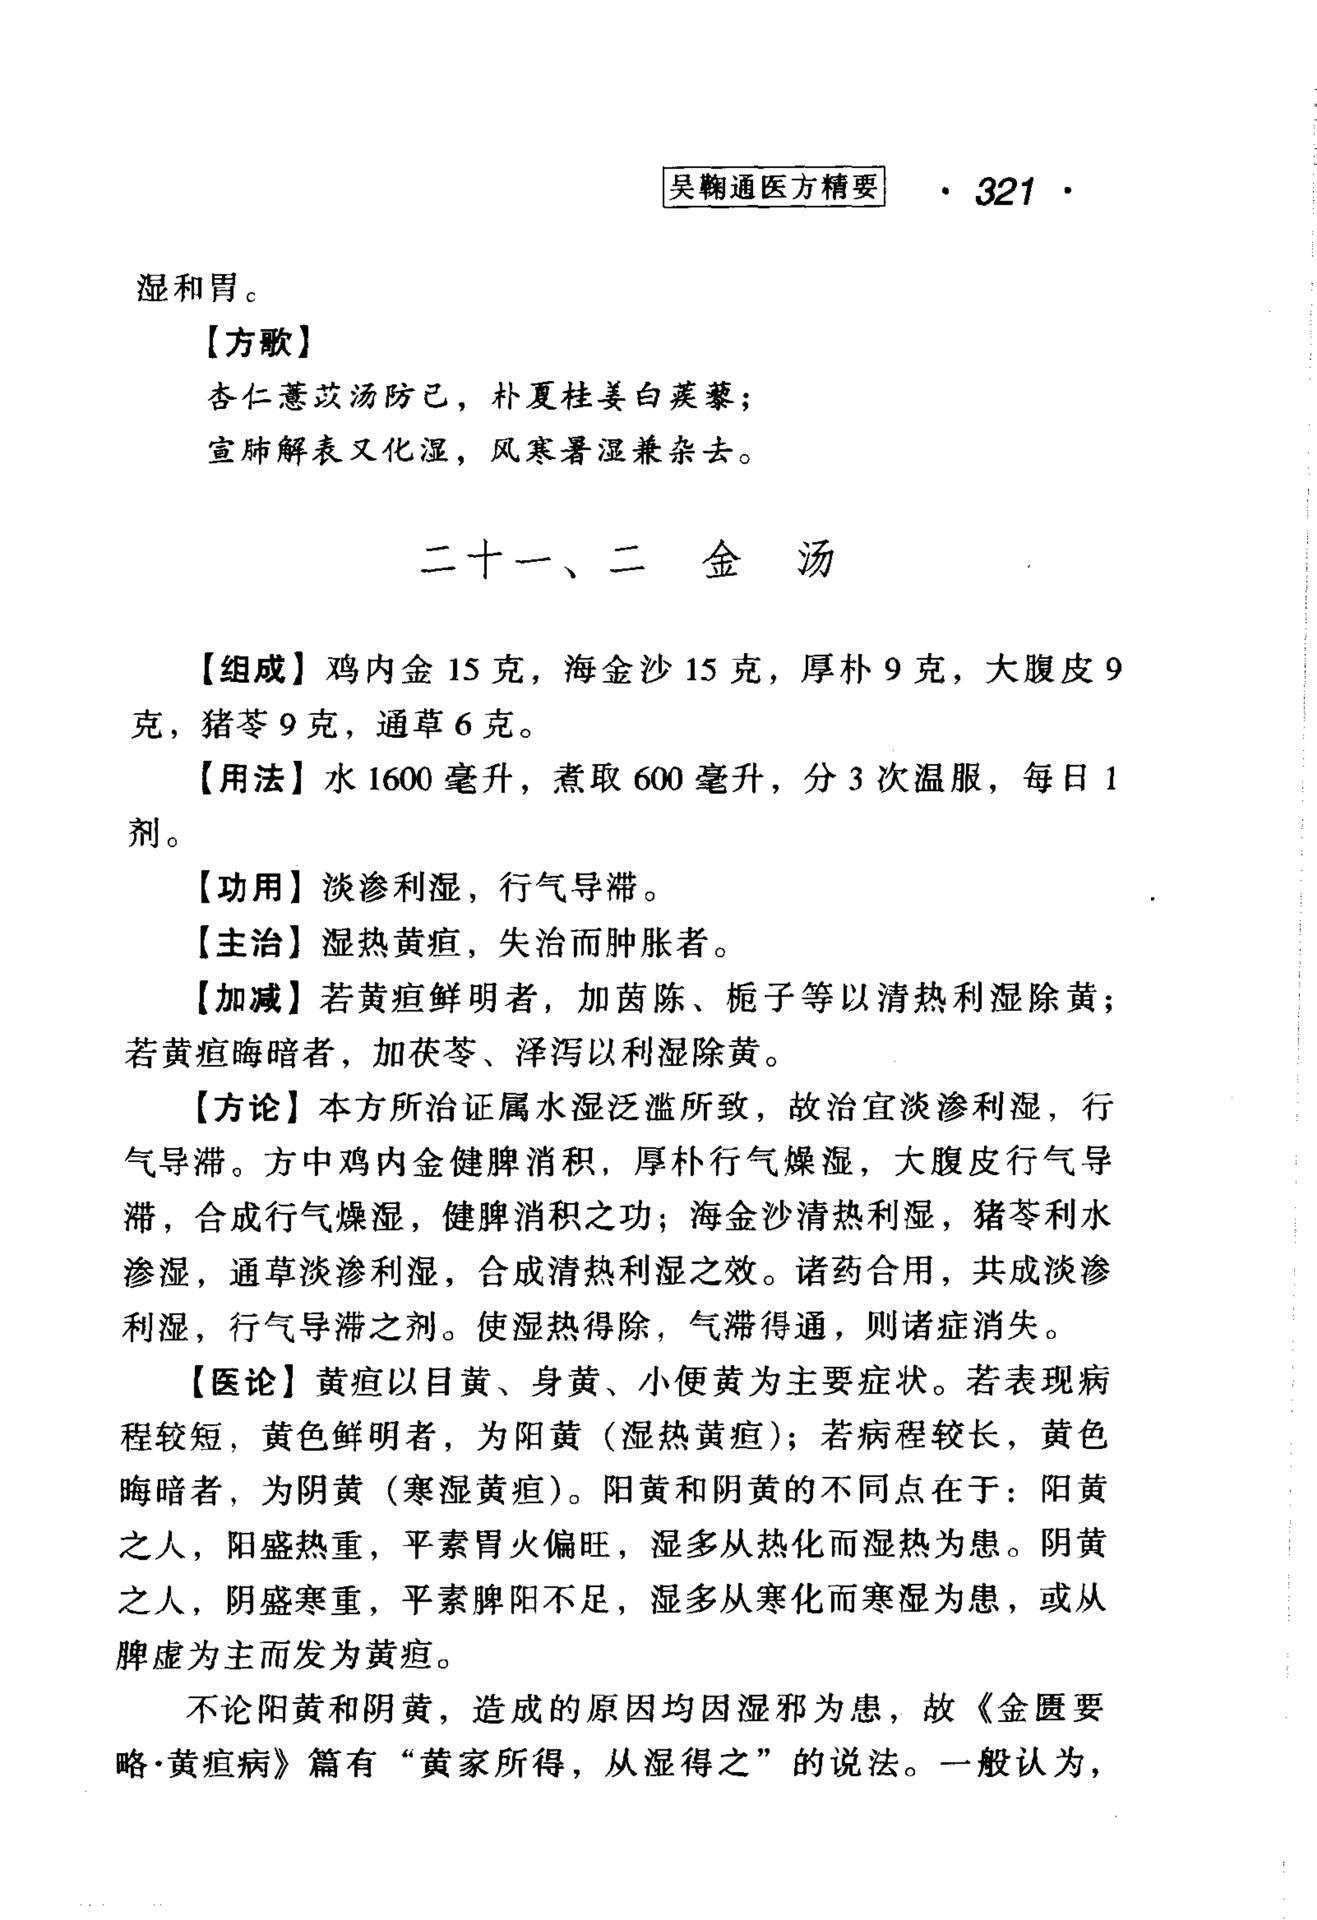 吴鞠通医方精要 · 321 ·
湿和胃。
【方歌】
杏仁薏苡汤防已，朴夏桂姜白蒺藜；
宣肺解表又化湿，风寒暑湿兼杂去。
二十一、二 金 汤
【组成】鸡内金 15 克，海金沙 15 克，厚朴 9 克，大腹皮 9
克，猪苓 9 克，通草 6 克。
【用法】水 1600 毫升，煮取 600 毫升，分 3 次温服，每日 1
剂。
【功用】淡渗利湿，行气导滞。
【主治】湿热黄疸，失治而肿胀者。
【加减】若黄疸鲜明者，加茵陈、栀子等以清热利湿除黄；
若黄疸晦暗者，加茯苓、泽泻以利湿除黄。
【方论】本方所治证属水湿泛滥所致，故治宜淡渗利湿，行
气导滞。方中鸡内金健脾消积，厚朴行气燥湿，大腹皮行气导
滞，合成行气燥湿，健脾消积之功；海金沙清热利湿，猪苓利水
渗湿，通草淡渗利湿，合成清热利湿之效。诸药合用，共成淡渗
利湿，行气导滞之剂。使湿热得除，气滞得通，则诸症消失。
【医论】黄疸以目黄、身黄、小便黄为主要症状。若表现病
程较短，黄色鲜明者，为阳黄（湿热黄疸）；若病程较长，黄色
晦暗者，为阴黄（寒湿黄疸）。阳黄和阴黄的不同点在于：阳黄
之人，阳盛热重，平素胃火偏旺，湿多从热化而湿热为患。阴黄
之人，阴盛寒重，平素脾阳不足，湿多从寒化而寒湿为患，或从
脾虚为主而发为黄疸。
不论阳黄和阴黄，造成的原因均因湿邪为患，故《金匮要
略·黄疸病》篇有“黄家所得，从湿得之”的说法。一般认为，